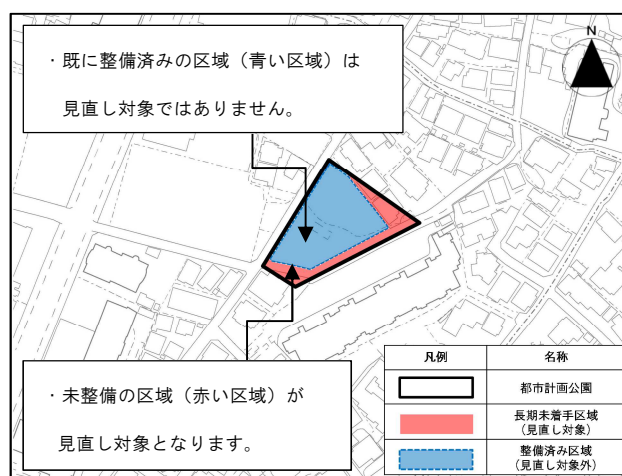 ・既に整備済みの区域（青い区域）は
見直し対象ではありません。
N
・未整備の区域（赤い区域）が
見直し対象となります。
凡例 名称
都市計画公園
長期未着手区域
（見直し対象）
整備済み区域
（見直し対象外）